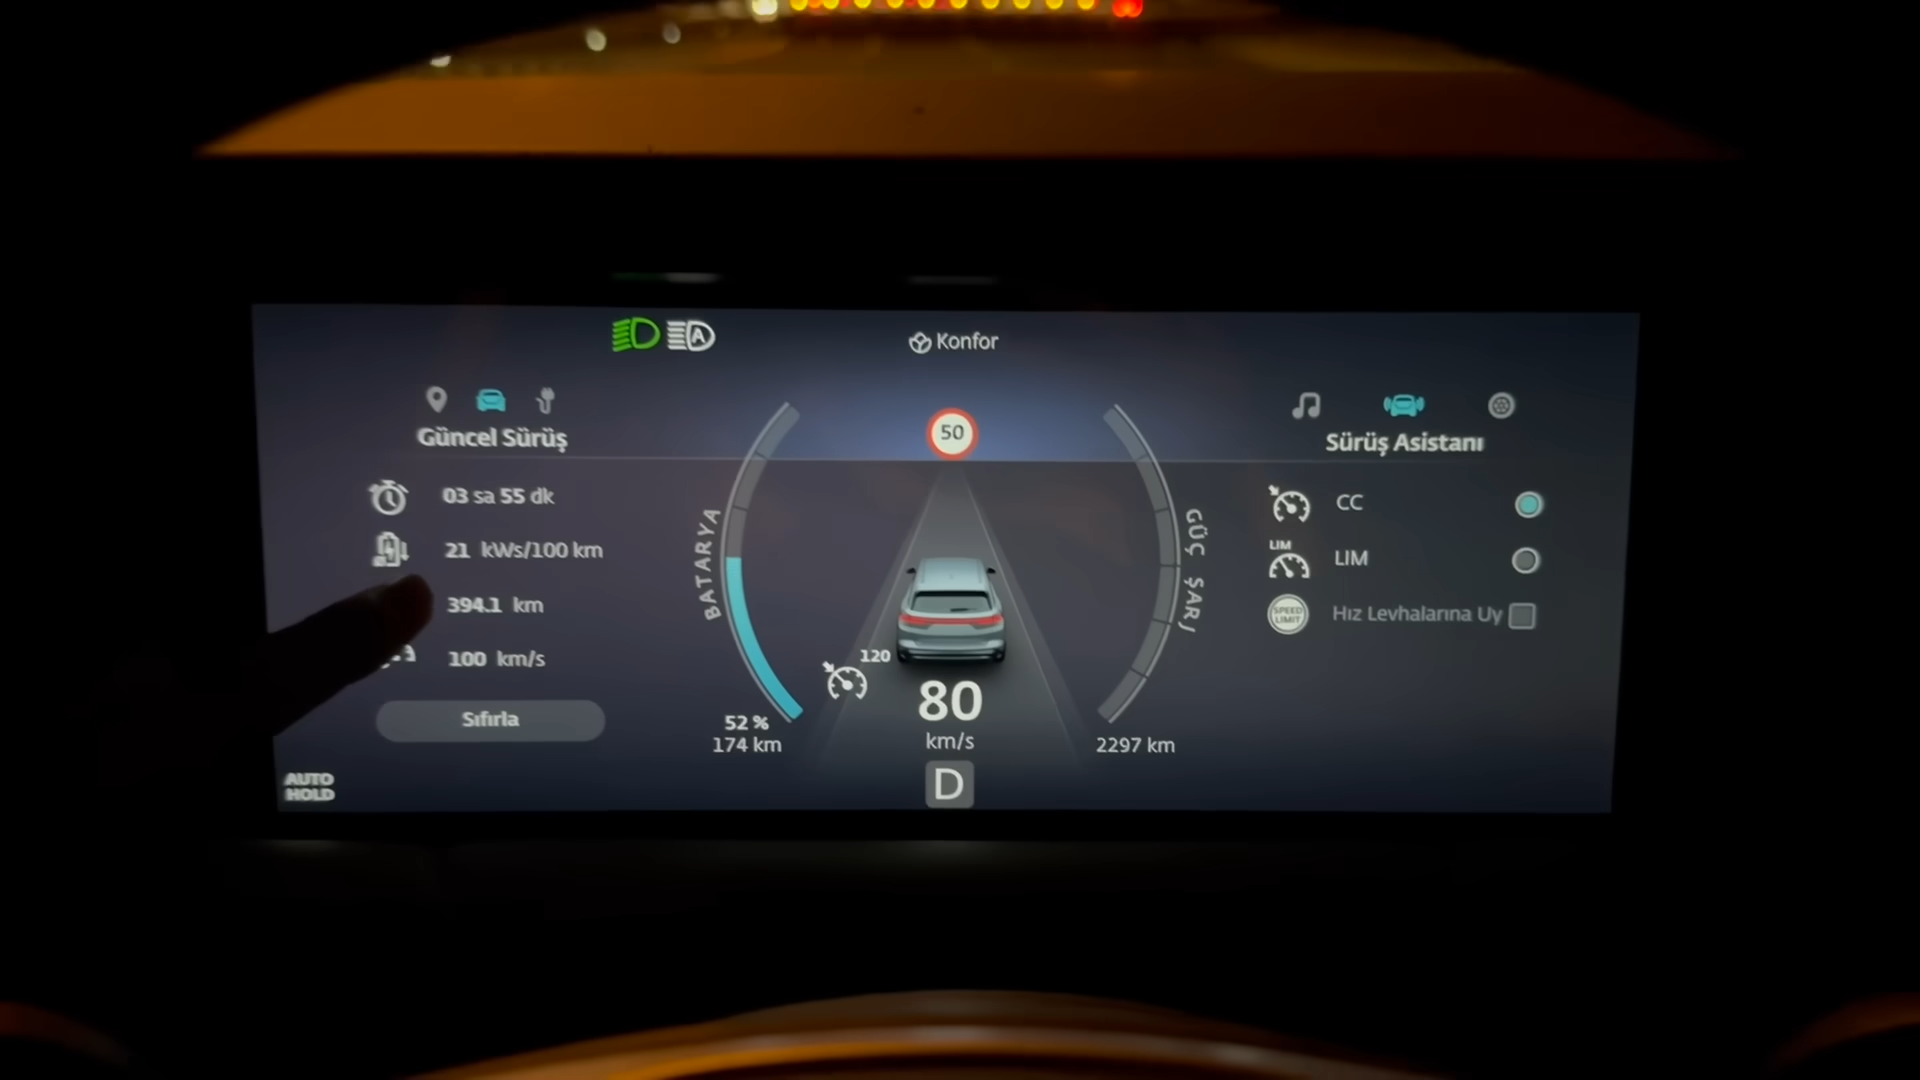 Konfor
Güncel Sürüş
03 sa 55 dk
21 kWs/100 km
394.1 km
100 km/s
Sıfırla
AUTO
HOLD
BATARYA
52 %
174 km
50
120
80
km/s
D
GÜÇ ŞARJ
2297 km
Sürüş Asistanı
CC
LIM
LIM
SPEED
LIMIT
Hız Levhalarına Uy
A